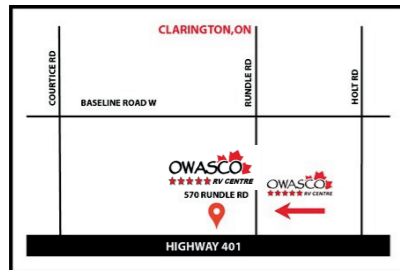 CLARINGTON,ON
COURTICE RD
RUNDLE RD
HOLT RD
BASELINE ROAD W
OWASCO
RV CENTRE
570 RUNDLE RD
OWASCO
RV CENTRE
HIGHWAY 401